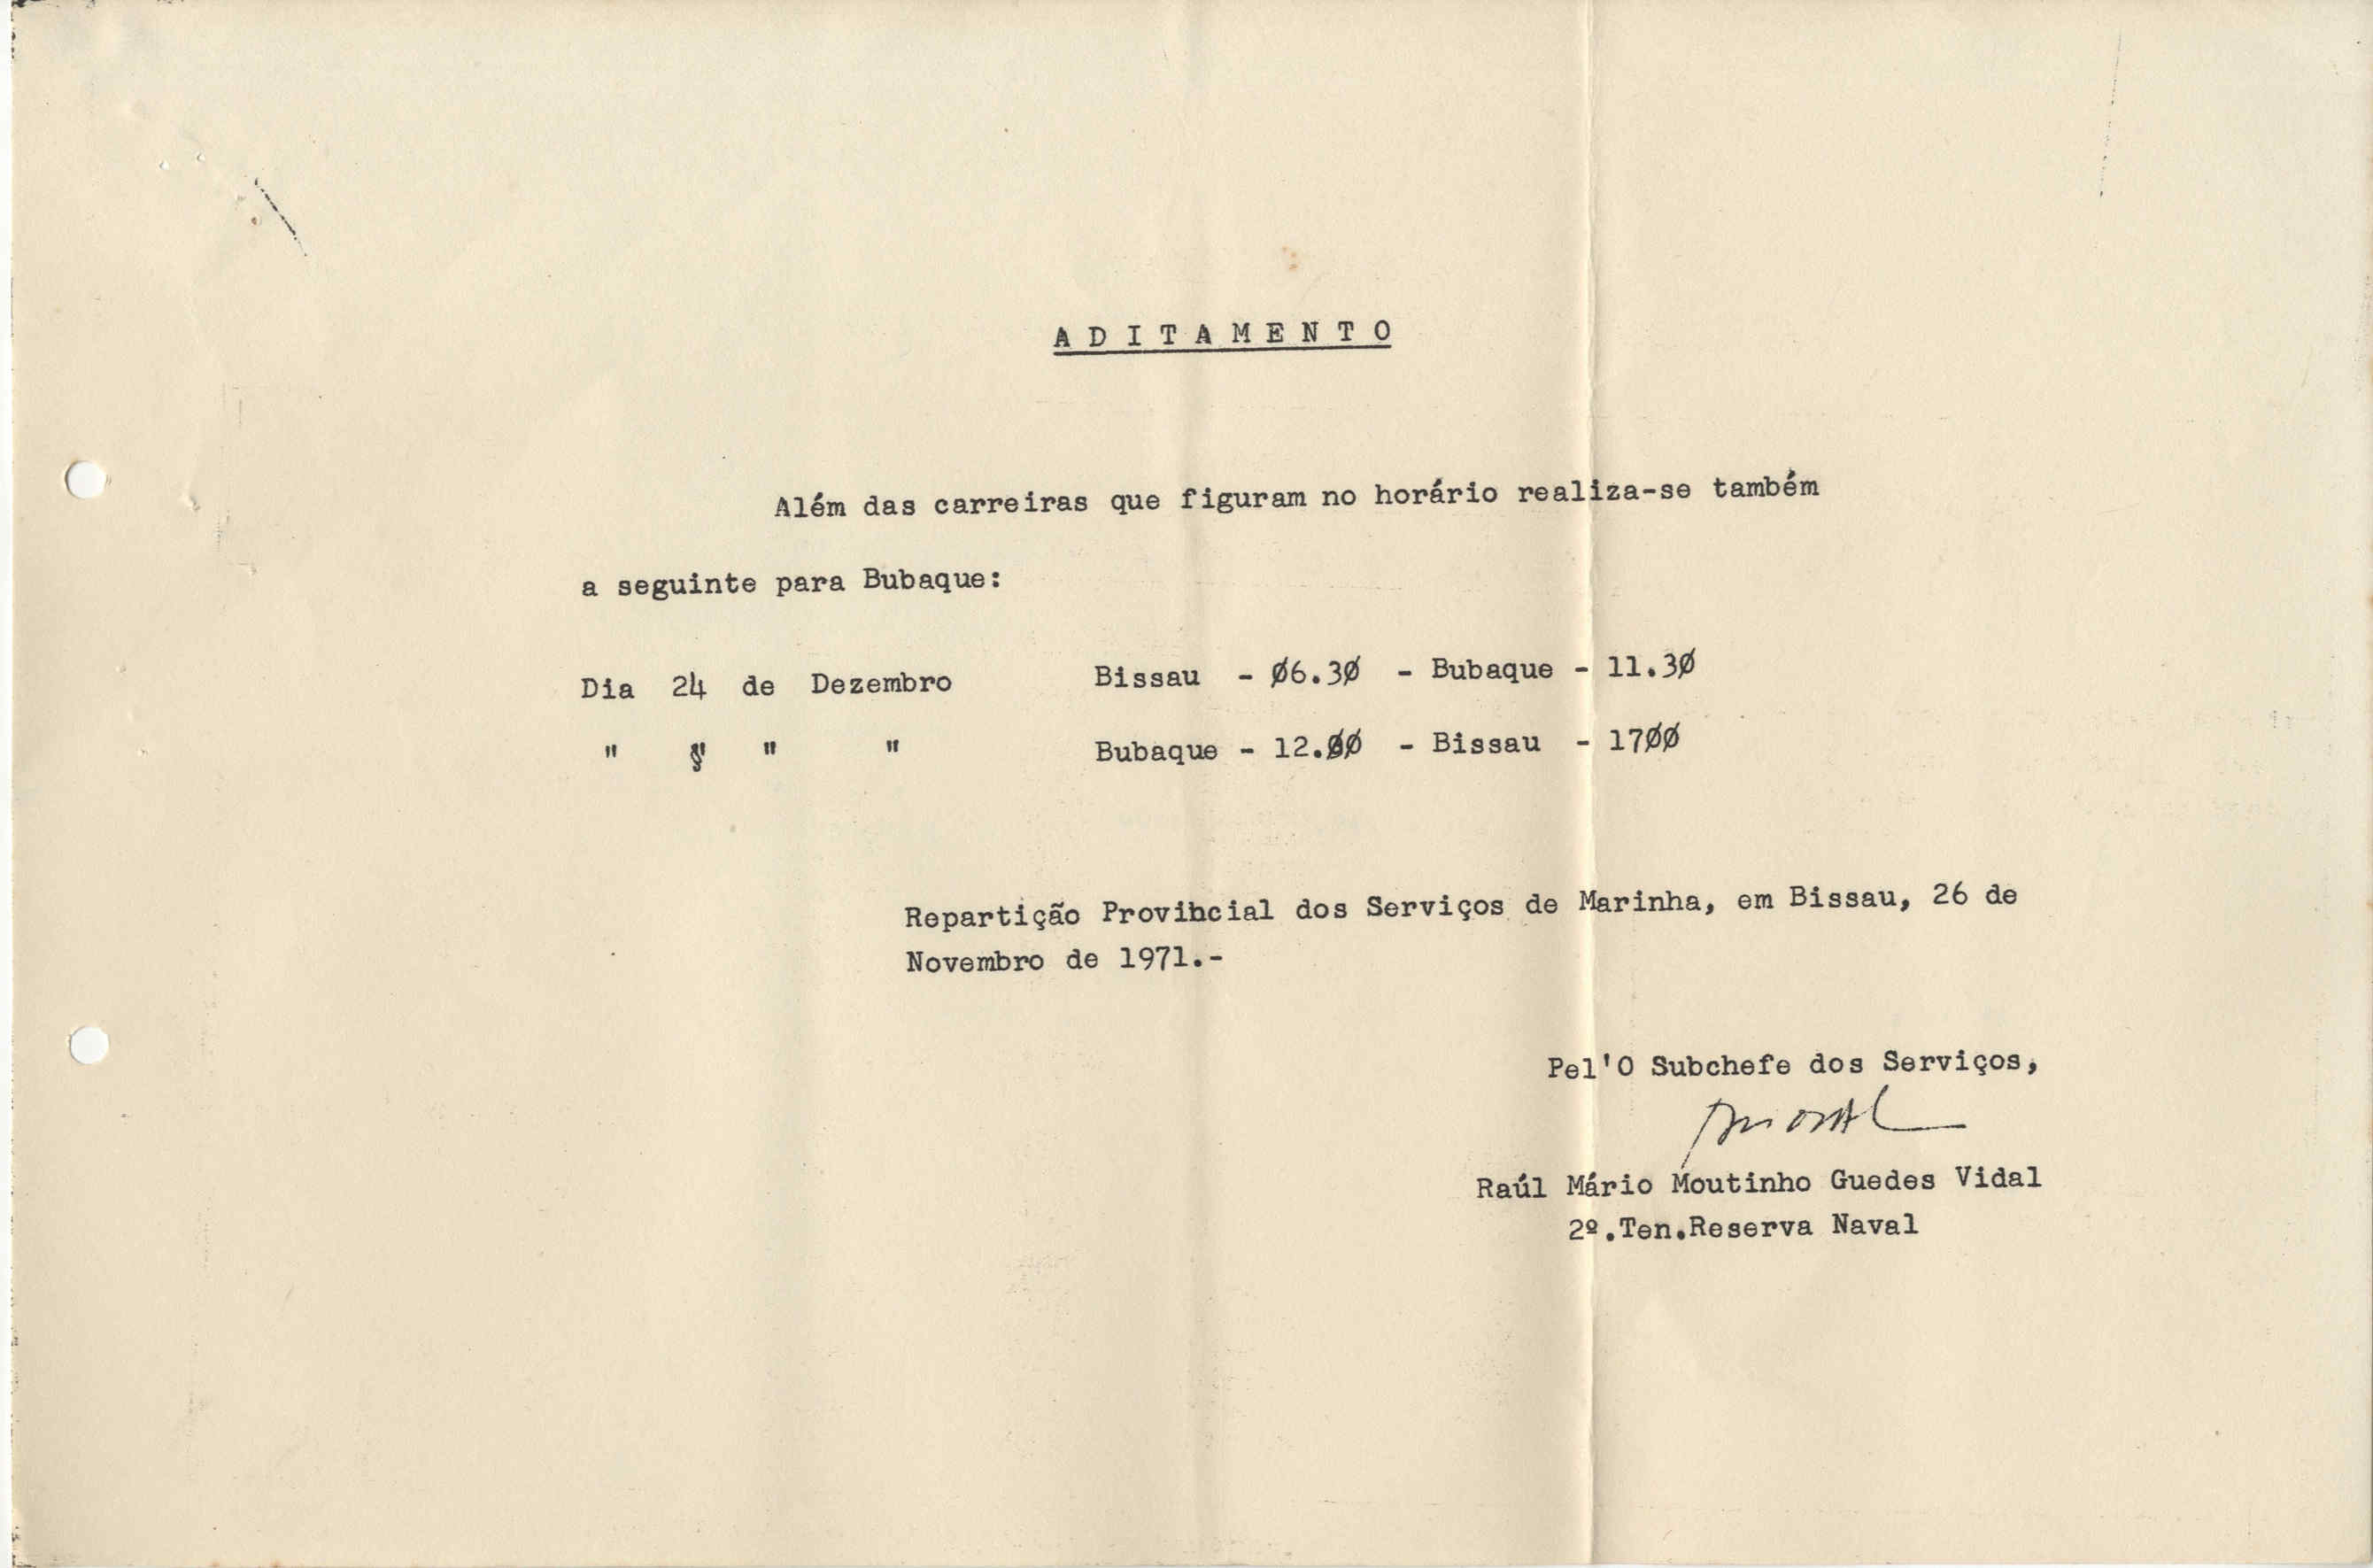 A D I T A M E N T O
Além das carreiras que figuram no horário realiza-se também
a seguinte para Bubaque:
Dia 24 de Dezembro Bissau - Ø6.3Ø - Bubaque - 11.3Ø
" " " " Bubaque - 12.ØØ - Bissau - 17ØØ
Repartição Provihcial dos Serviços de Marinha, em Bissau, 26 de
Novembro de 1971.-
Pel'O Subchefe dos Serviços,
Raúl Mário Moutinho Guedes Vidal
2º.Ten.Reserva Naval